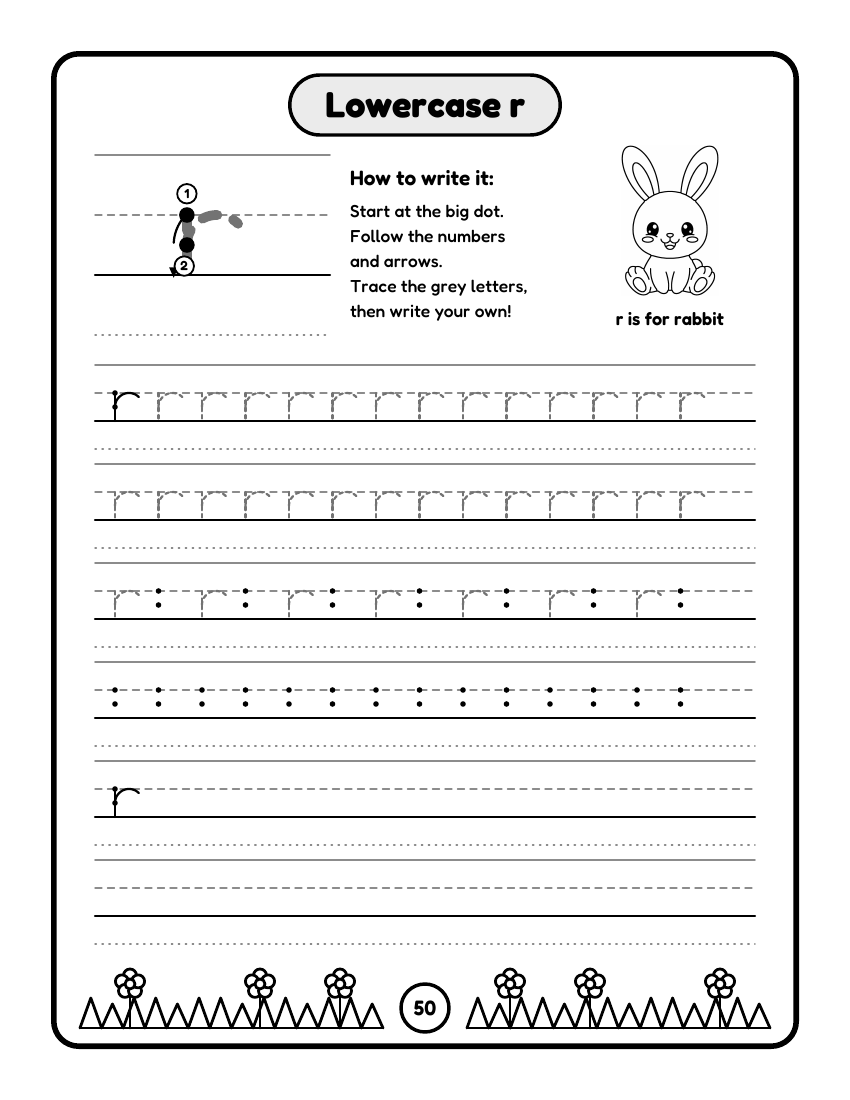 Lowercase r
1
2
How to write it:
Start at the big dot.
Follow the numbers
and arrows.
Trace the grey letters,
then write your own!
r is for rabbit
r r r r r r r r r r r r r r
r r r r r r r r r r r r r r
r r r r r r r
r
50